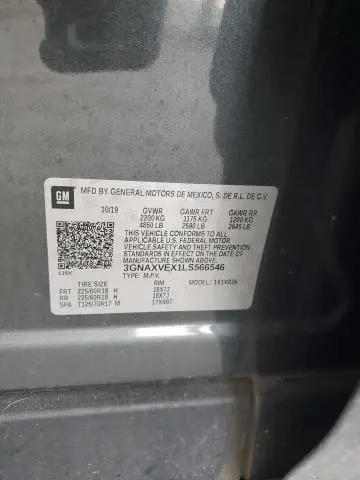 GM
MFD BY GENERAL MOTORS DE MEXICO, S. DE R.L. DE C.V.
10/19 GVWR GAWR FRT GAWR RR
2200 KG 1175 KG 1200 KG
4850 LB 2590 LB 2645 LB
THIS VEHICLE CONFORMS TO ALL
APPLICABLE U.S. FEDERAL MOTOR
VEHICLE SAFETY AND THEFT PREVENTION
STANDARDS IN EFFECT ON THE DATE OF
MANUFACTURE SHOWN ABOVE.
3GNAXVEX1LS566546
TYPE: M.P.V. MODEL: 1X1XR26
TIRE SIZE RIM
FRT 225/60R18 H 18X7J
RR 225/60R18 H 18X7J
SPA T125/70R17 M 17X4BT